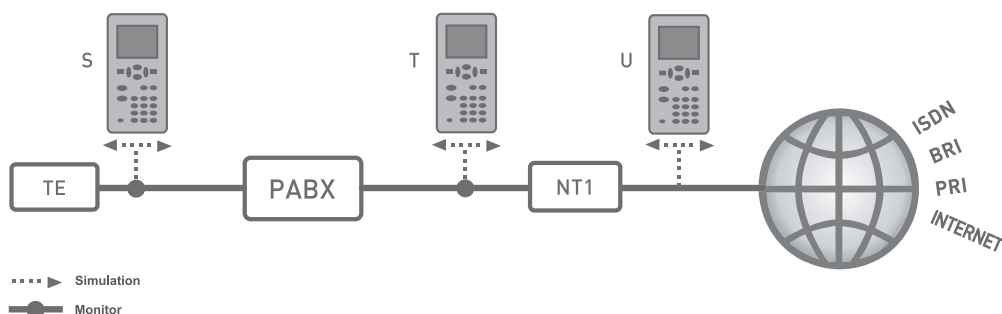 S
T
U
TE
PABX
NT1
ISDN
BRI
PRI
INTERNET
Simulation
Monitor